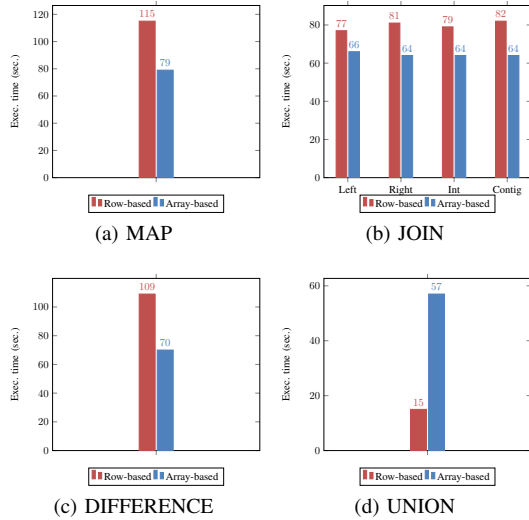 120
100
80
60
40
20
0
Exec. time (sec.)
115
79
Row-based Array-based
(a) MAP
80
60
40
20
0
Exec. time (sec.)
77 66 81 64 79 64 82 64
Left Right Int Contig
Row-based Array-based
(b) JOIN
100
80
60
40
20
0
Exec. time (sec.)
109
70
Row-based Array-based
(c) DIFFERENCE
60
40
20
0
Exec. time (sec.)
15
57
Row-based Array-based
(d) UNION